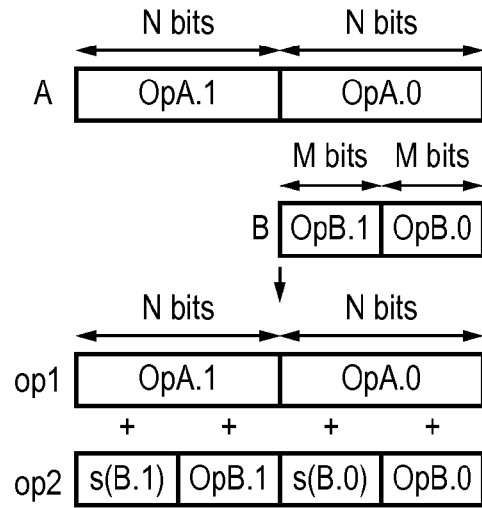 N bits N bits
A OpA.1 OpA.0
M bits M bits
B OpB.1 OpB.0
N bits N bits
op1 OpA.1 OpA.0
+ + + +
op2 s(B.1) OpB.1 s(B.0) OpB.0